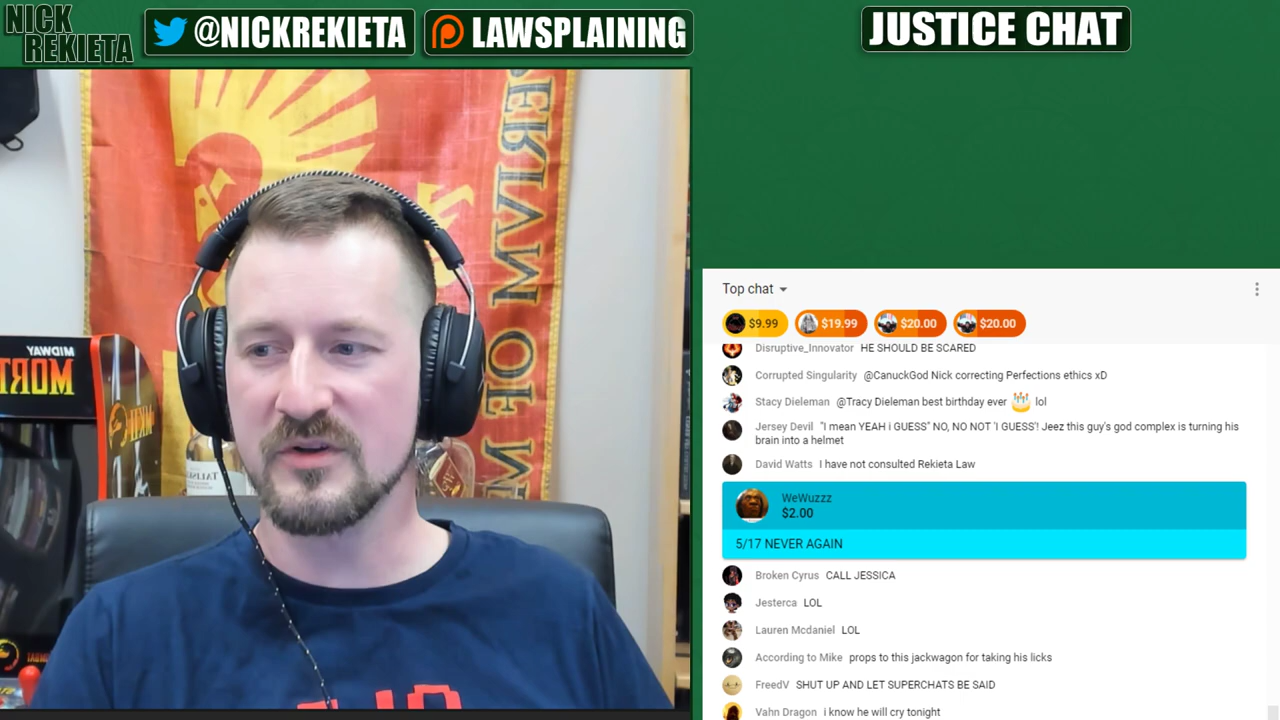 NICK
REKIETA
@NICKREKIETA
LAWSPLAINING
JUSTICE CHAT
MIDWAY
MORT
MKII
TALIS
Top chat
$9.99
$19.99
$20.00
$20.00
Disruptive_Innovator HE SHOULD BE SCARED
Corrupted Singularity @CanuckGod Nick correcting Perfections ethics xD
Stacy Dieleman @Tracy Dieleman best birthday ever 🎂 lol
Jersey Devil "I mean YEAH i GUESS" NO, NO NOT 'I GUESS'! Jeez this guy's god complex is turning his
brain into a helmet
David Watts I have not consulted Rekieta Law
WeWuzzz
$2.00
5/17 NEVER AGAIN
Broken Cyrus CALL JESSICA
Jesterca LOL
Lauren Mcdaniel LOL
According to Mike props to this jackwagon for taking his licks
FreedV SHUT UP AND LET SUPERCHATS BE SAID
Vahn Dragon i know he will cry tonight